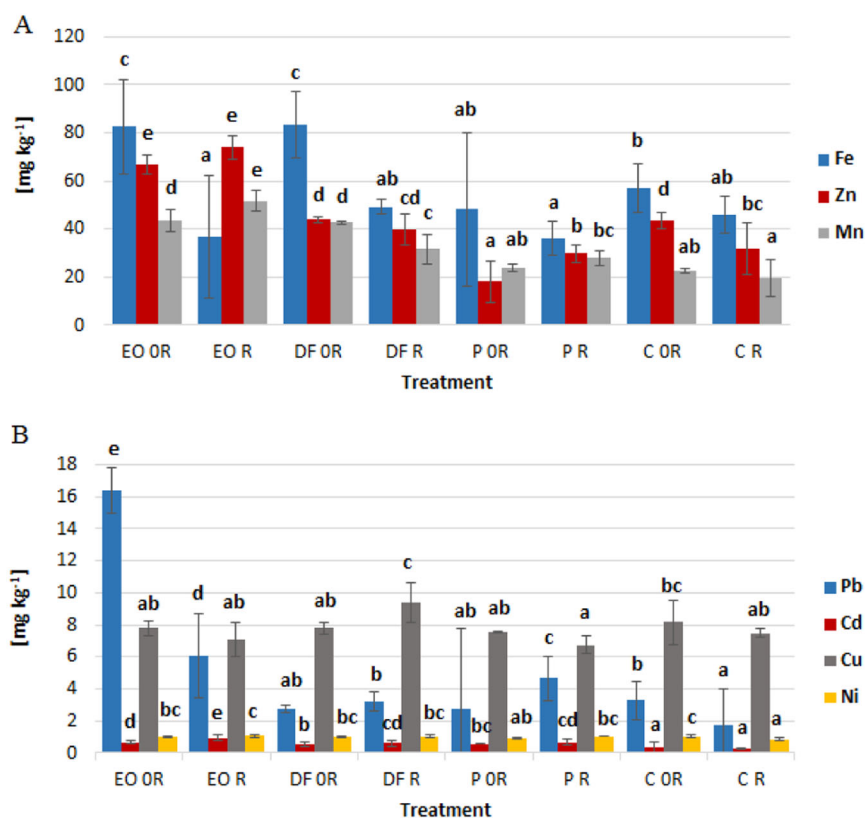 A
120
100
80
60
40
20
0
[mg kg-1]
c e d
a e e
c d d
ab cd c
ab a ab
a b bc
b d ab
ab bc a
EO 0R EO R DF 0R DF R P 0R P R C 0R C R
Treatment
Fe
Zn
Mn
B
18
16
14
12
10
8
6
4
2
0
[mg kg-1]
e d ab bc
d e ab c
ab b ab bc
b cd c bc
ab bc ab ab
c cd a bc
b a bc c
a a ab a
EO 0R EO R DF 0R DF R P 0R P R C 0R C R
Treatment
Pb
Cd
Cu
Ni